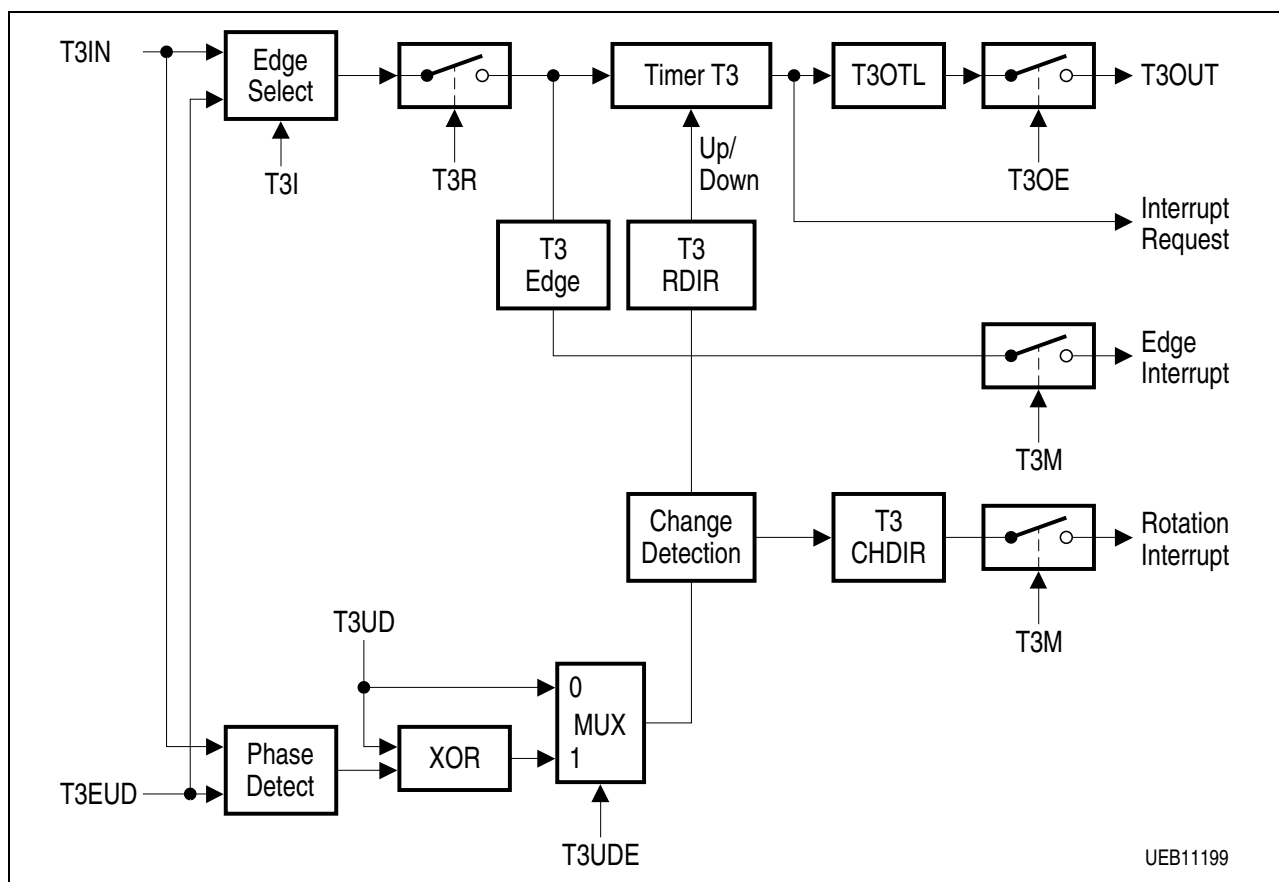 T3IN
Edge
Select
Timer T3
T3OTL
T3OUT
T3I
T3R
Up/
Down
T3OE
T3
Edge
T3
RDIR
Interrupt
Request
Edge
Interrupt
T3M
Change
Detection
T3
CHDIR
Rotation
Interrupt
T3UD
T3M
0
MUX
1
Phase
Detect
XOR
T3EUD
T3UDE
UEB11199